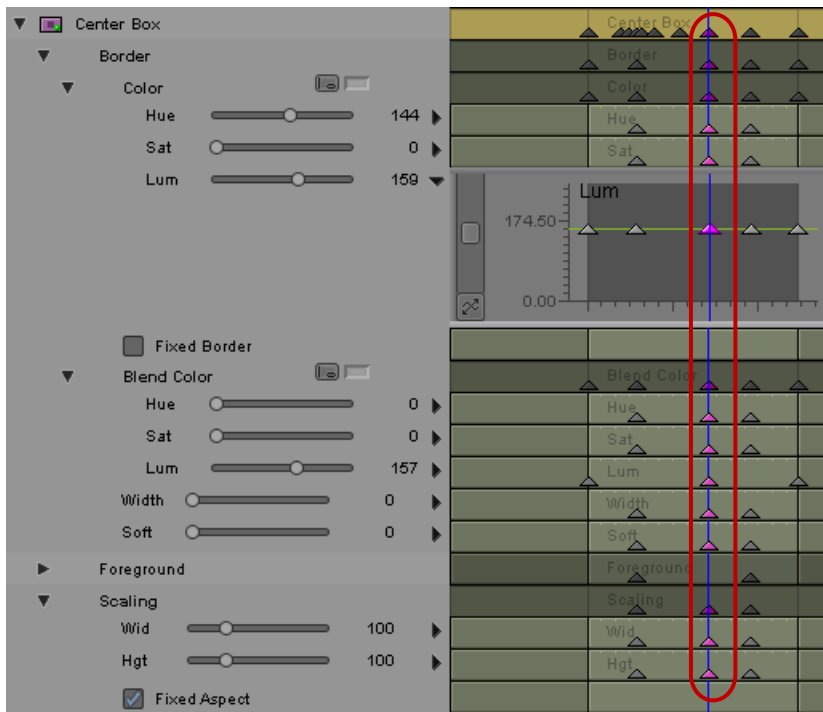 Center Box Center Box
Border Border
Color Color
Hue 144 Hue
Sat 0 Sat
Lum 159
Lum
174.50
0.00
Fixed Border
Blend Color Blend Color
Hue 0 Hue
Sat 0 Sat
Lum 157 Lum
Width 0 Width
Soft 0 Soft
Foreground Foreground
Scaling Scaling
Wid 100 Wid
Hgt 100 Hgt
Fixed Aspect